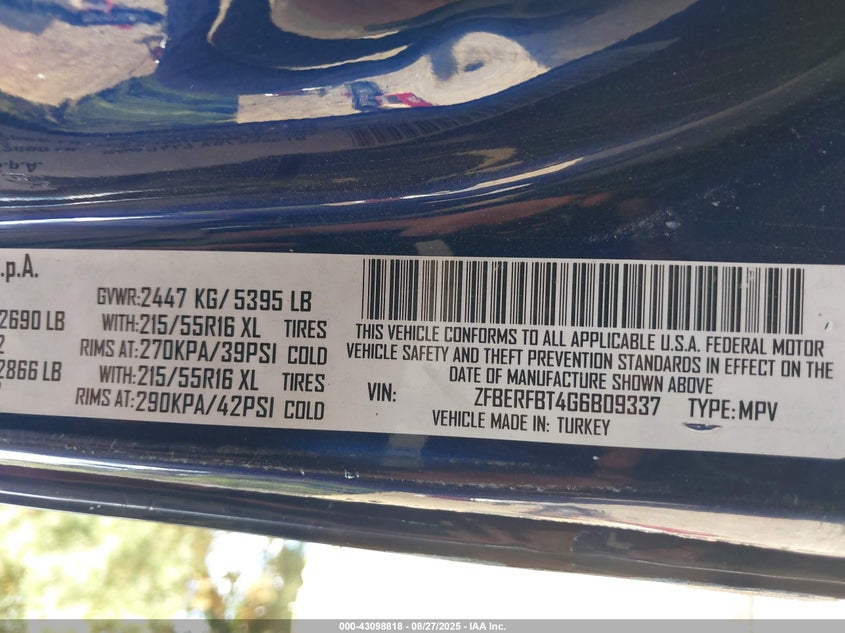 .p.A.
GVWR:2447 KG/ 5395 LB
2690 LB WITH:215/55R16 XL TIRES
2 RIMS AT:270KPA/39PSI COLD
2866 LB WITH:215/55R16 XL TIRES
RIMS AT:290KPA/42PSI COLD
THIS VEHICLE CONFORMS TO ALL APPLICABLE U.S.A. FEDERAL MOTOR
VEHICLE SAFETY AND THEFT PREVENTION STANDARDS IN EFFECT ON THE
DATE OF MANUFACTURE SHOWN ABOVE
VIN: ZFBERFBT4G6B09337 TYPE:MPV
VEHICLE MADE IN: TURKEY
000-43098818 - 08/27/2025 - IAA Inc.